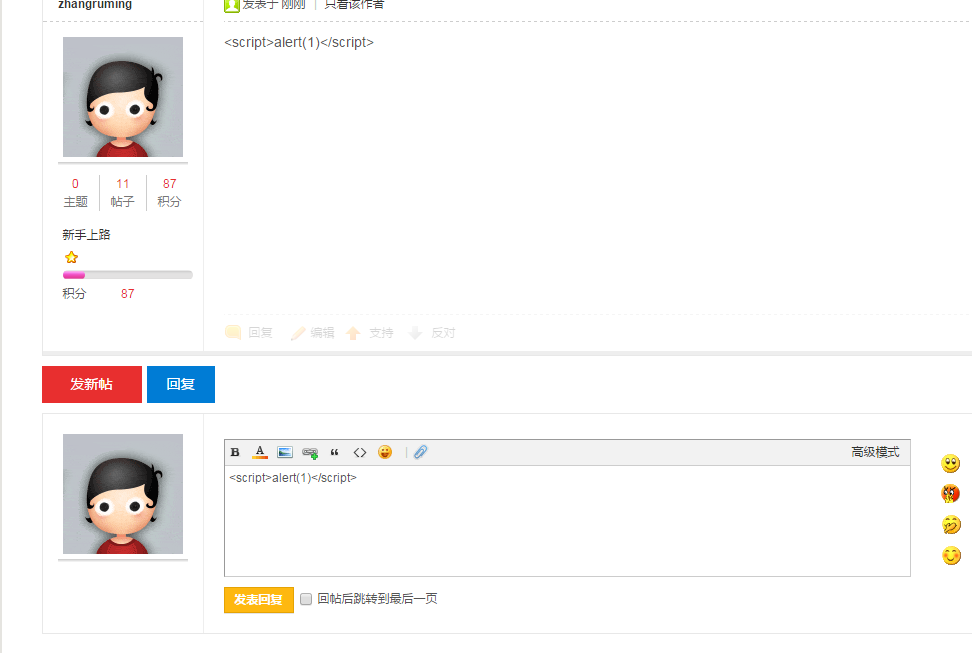 zhangruming
发表于 刚刚 | 只看该作者
<script>alert(1)</script>
0 11 87
主题 帖子 积分
新手上路
积分 87
回复 编辑 支持 反对
发新帖 回复
B A “ <> 高级模式
<script>alert(1)</script>
发表回复 回帖后跳转到最后一页